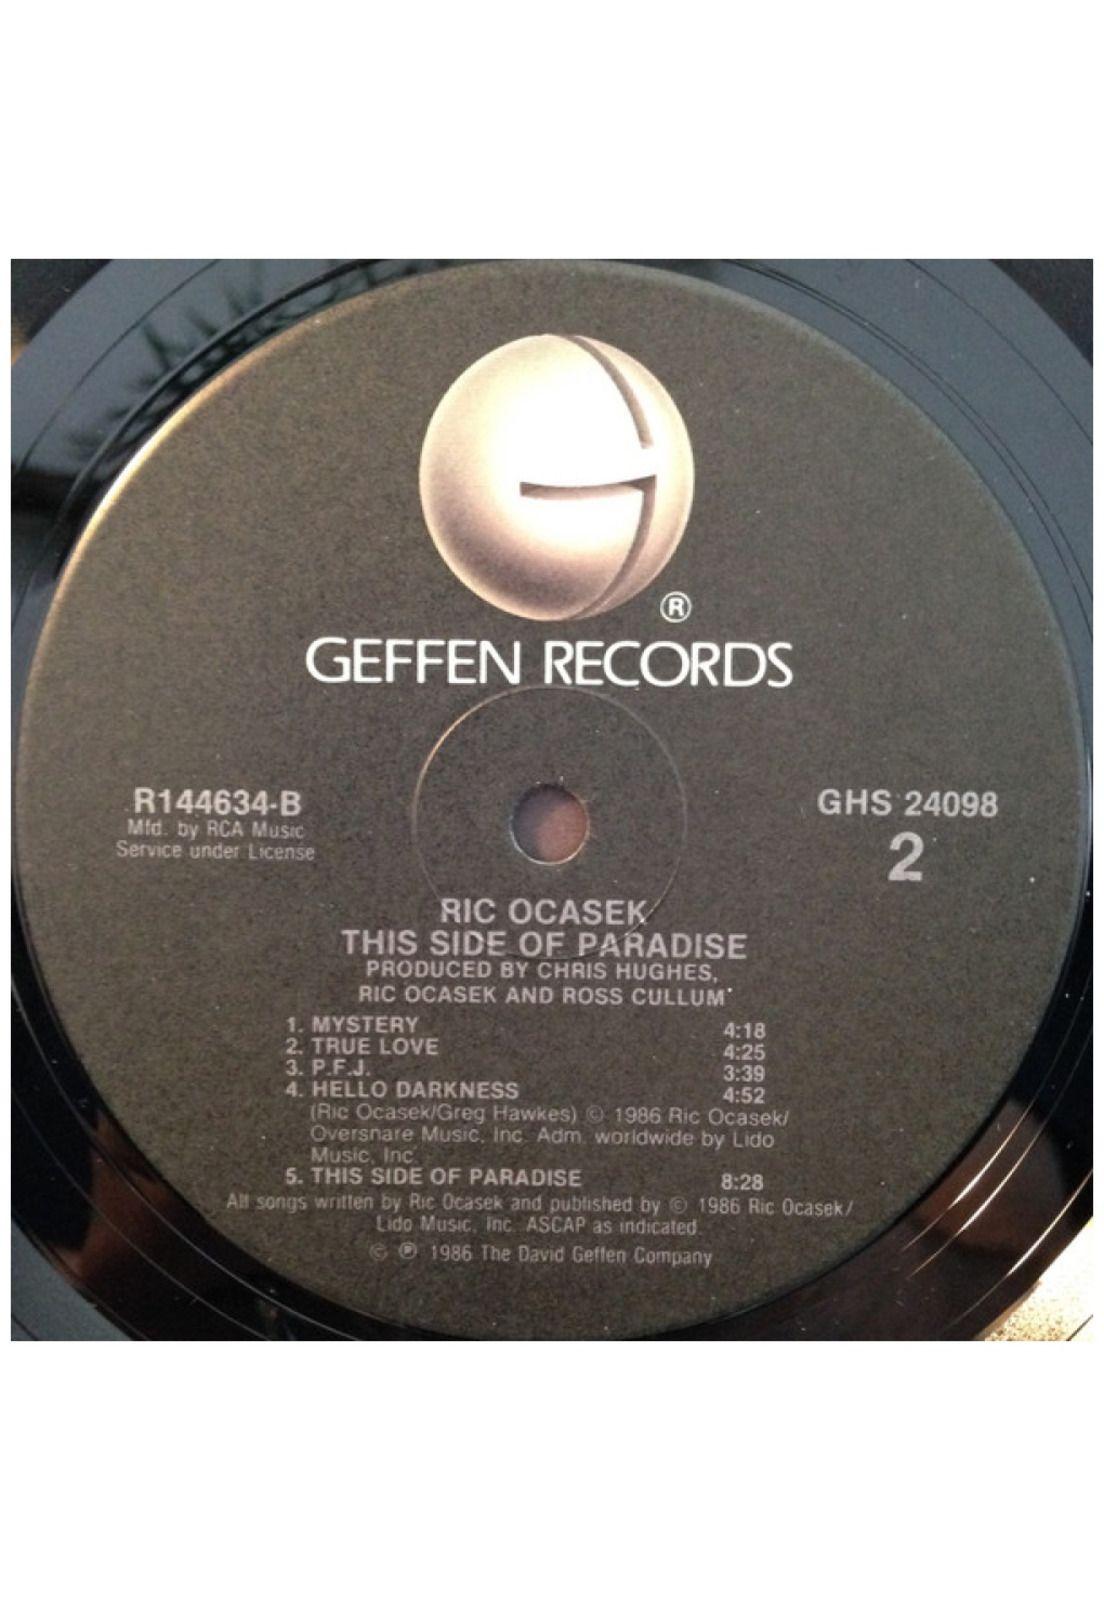 ®
GEFFEN RECORDS
R144634-B
Mfd. by RCA Music
Service under License
GHS 24098
2
RIC OCASEK
THIS SIDE OF PARADISE
PRODUCED BY CHRIS HUGHES,
RIC OCASEK AND ROSS CULLUM
1. MYSTERY 4:18
2. TRUE LOVE 4:25
3. P.F.J. 3:39
4. HELLO DARKNESS 4:52
(Ric Ocasek/Greg Hawkes) © 1986 Ric Ocasek/
Oversnare Music, Inc. Adm. worldwide by Lido
Music, Inc.
5. THIS SIDE OF PARADISE 8:28
All songs written by Ric Ocasek and published by © 1986 Ric Ocasek/
Lido Music, Inc. ASCAP as indicated.
© ℗ 1986 The David Geffen Company